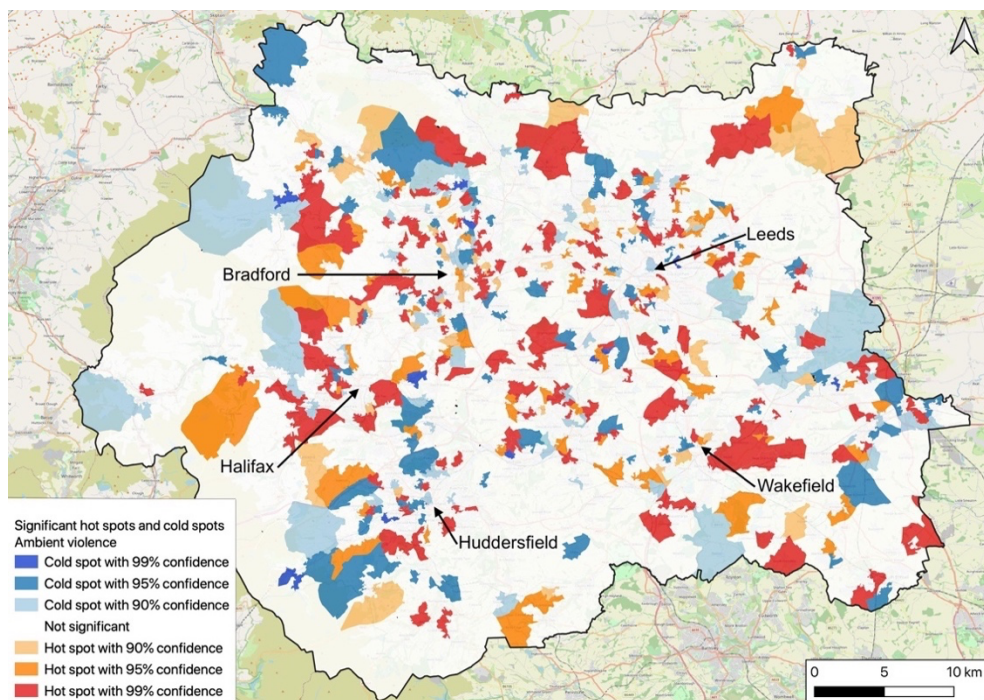 Leeds
Bradford
Halifax
Wakefield
Huddersfield
Significant hot spots and cold spots
Ambient violence
Cold spot with 99% confidence
Cold spot with 95% confidence
Cold spot with 90% confidence
Not significant
Hot spot with 90% confidence
Hot spot with 95% confidence
Hot spot with 99% confidence
0 5 10 km